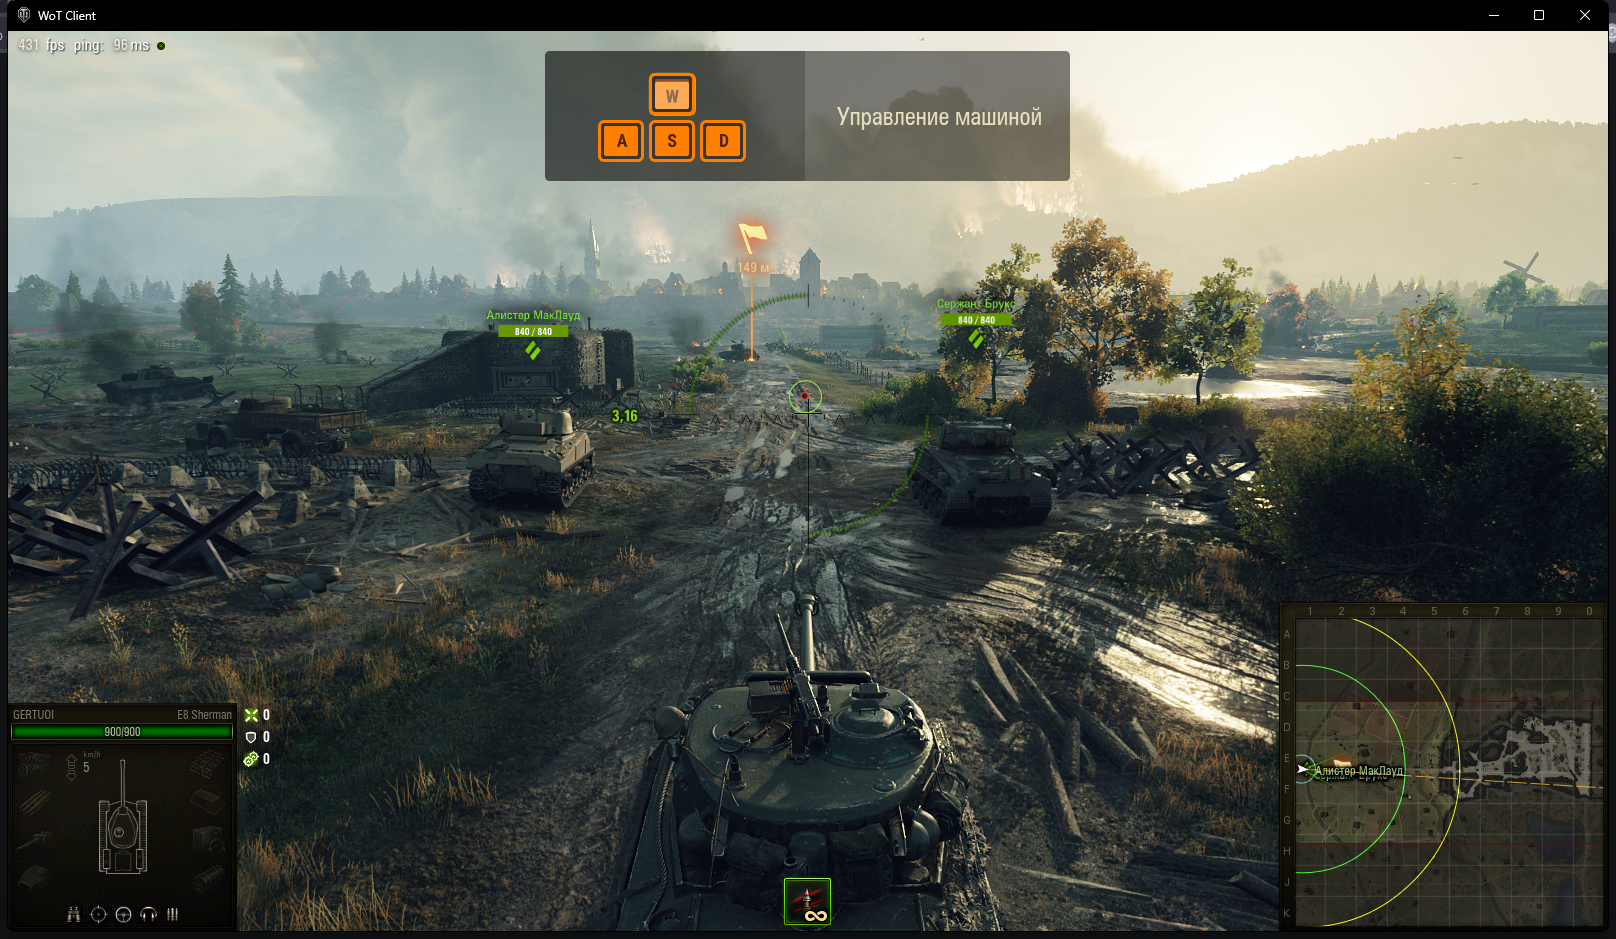 WoT Client
431 fps ping: 96 ms
W
A S D
Управление машиной
149 м
Алистер МакЛауд
840 / 840
Сержант Брукс
840 / 840
3,16
GERTUOI E8 Sherman
900/900
km/h
5
0
0
0
1 2 3 4 5 6 7 8 9 0
A
B
C
D
E
F
G
H
J
K
Алистер МакЛауд
Сержант Брукс